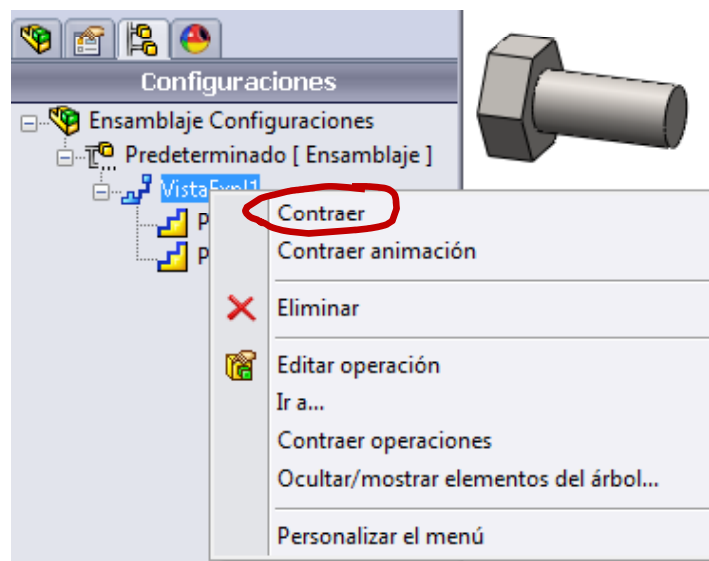 Configuraciones
Ensamblaje Configuraciones
Predeterminado [ Ensamblaje ]
VistaExpl1
P
P
Contraer
Contraer animación
Eliminar
Editar operación
Ir a...
Contraer operaciones
Ocultar/mostrar elementos del árbol...
Personalizar el menú